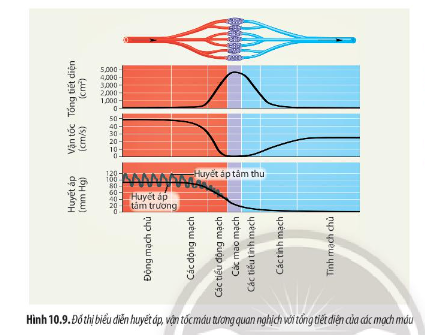 Tổng tiết diện
(cm²)
5,000
4,000
3,000
2,000
1,000
0
Vận tốc
(cm/s)
50
40
30
20
10
0
Huyết áp
(mm Hg)
120
100
80
60
40
20
0
Huyết áp tâm thu
Huyết áp
tâm trương
Động mạch chủ
Các động mạch
Các tiểu động mạch
Các mao mạch
Các tiểu tĩnh mạch
Các tĩnh mạch
Tĩnh mạch chủ
Hình 10.9. Đồ thị biểu diễn huyết áp, vận tốc máu tương quan nghịch với tổng tiết diện của các mạch máu